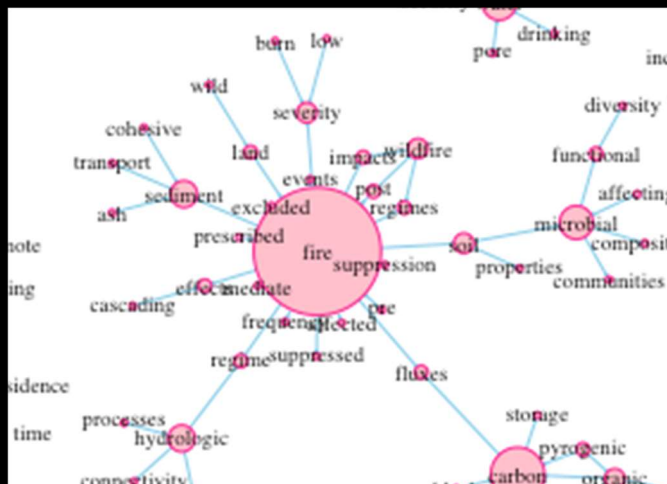 drinking
pore
burn
low
wild
diversity
severity
cohesive
land
impacts
wildfire
functional
transport
events
post
sediment
affecting
ash
excluded
regimes
microbial
prescribed
soil
fire
suppression
properties
communities
effects
mediate
cascading
pre
frequency
affected
regime
suppressed
fluxes
time
storage
processes
hydrologic
pyrogenic
carbon
organic
connectivity